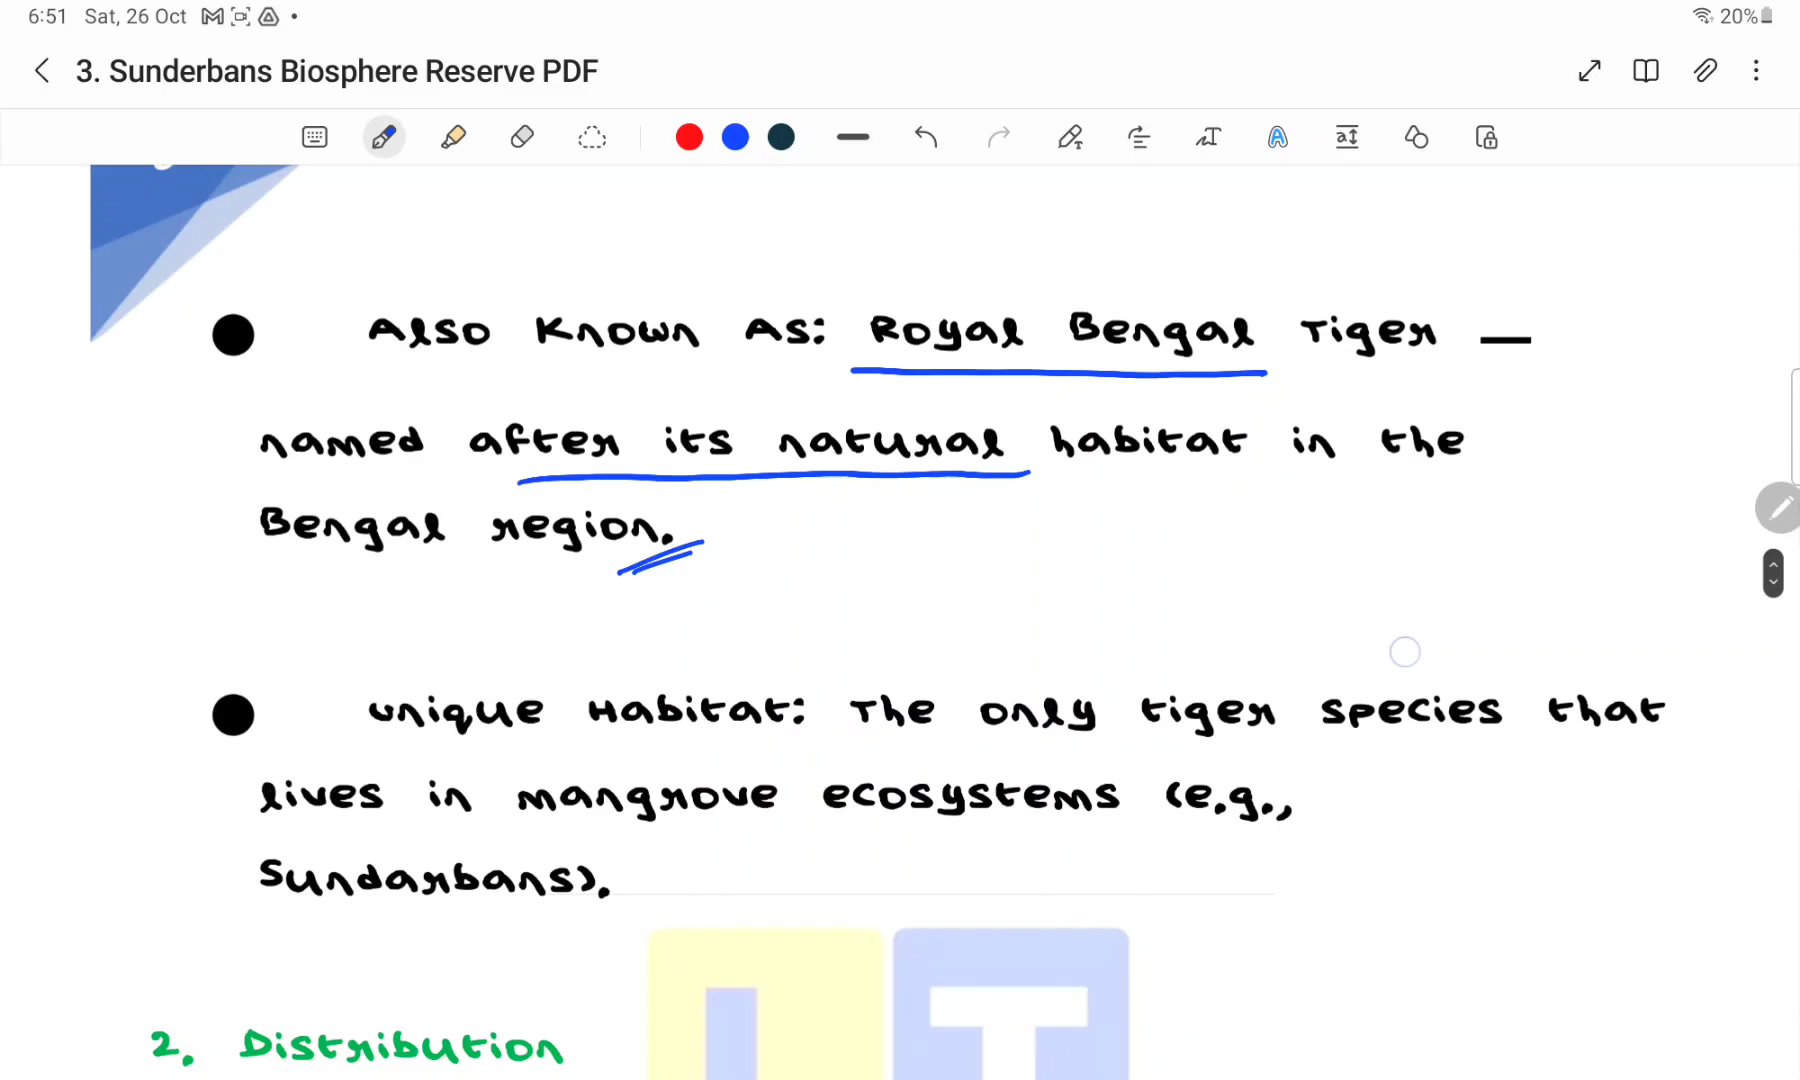 6:51 Sat, 26 Oct 20%
3. Sunderbans Biosphere Reserve PDF
● Also Known As: Royal Bengal Tiger —
named after its natural habitat in the
Bengal region.
● Unique Habitat: The only tiger species that
lives in mangrove ecosystems (e.g.,
Sundarbans).
2. Distribution